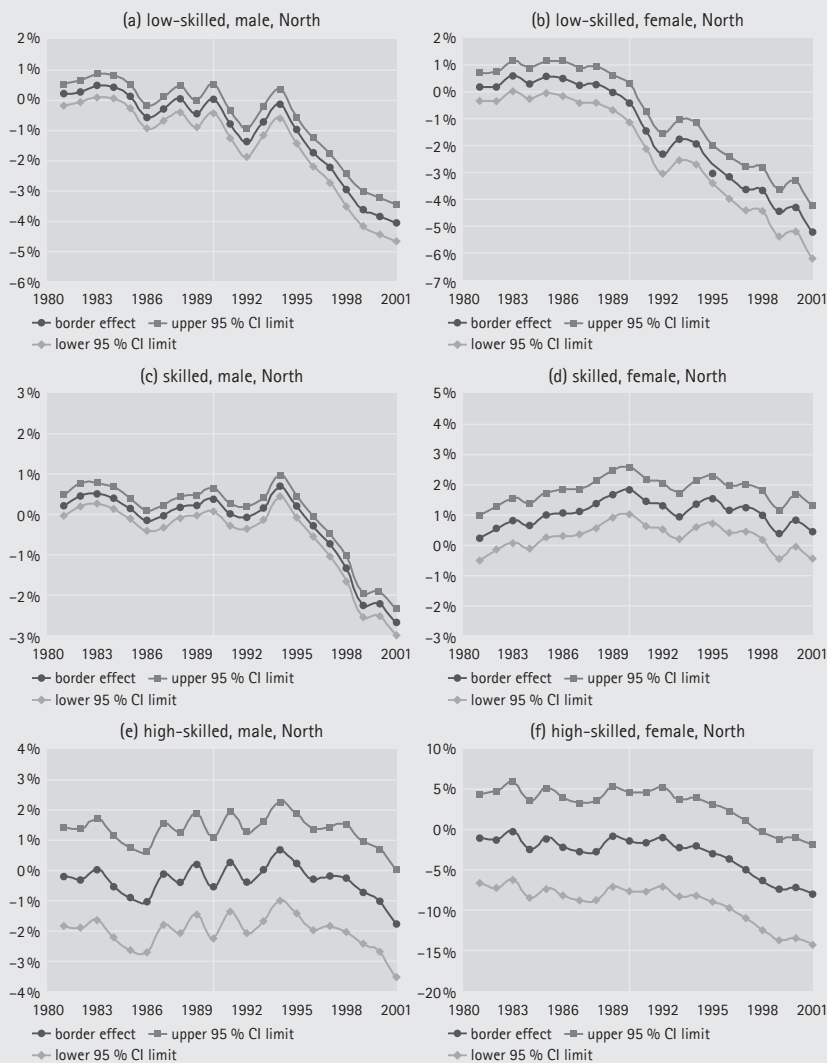 (a) low-skilled, male, North
2 %
1 %
0 %
–1 %
–2 %
–3 %
–4 %
–5 %
–6 %
1980 1983 1986 1989 1992 1995 1998 2001
border effect upper 95 % CI limit
lower 95 % CI limit
(b) low-skilled, female, North
2 %
1 %
0 %
–1 %
–2 %
–3 %
–4 %
–5 %
–6 %
–7 %
1980 1983 1986 1989 1992 1995 1998 2001
border effect upper 95 % CI limit
lower 95 % CI limit
(c) skilled, male, North
3 %
2 %
1 %
0 %
–1 %
–2 %
–3 %
1980 1983 1986 1989 1992 1995 1998 2001
border effect upper 95 % CI limit
lower 95 % CI limit
(d) skilled, female, North
5 %
4 %
3 %
2 %
1 %
0 %
–1 %
–2 %
–3 %
1980 1983 1986 1989 1992 1995 1998 2001
border effect upper 95 % CI limit
lower 95 % CI limit
(e) high-skilled, male, North
4 %
3 %
2 %
1 %
0 %
–1 %
–2 %
–3 %
–4 %
1980 1983 1986 1989 1992 1995 1998 2001
border effect upper 95 % CI limit
lower 95 % CI limit
(f) high-skilled, female, North
10 %
5 %
0 %
–5 %
–10 %
–15 %
–20 %
1980 1983 1986 1989 1992 1995 1998 2001
border effect upper 95 % CI limit
lower 95 % CI limit